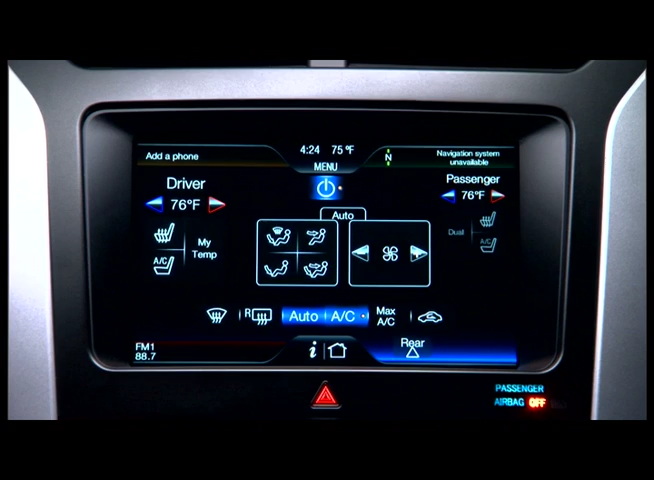 Add a phone
4:24 75°F
MENU
N
Navigation system
unavailable
Driver
76°F
Passenger
76°F
Auto
My
Temp
A/C
Dual
A/C
R
Auto A/C
Max
A/C
FM1
88.7
i
Rear
PASSENGER
AIRBAG OFF